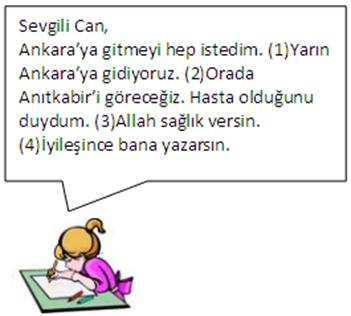 Sevgili Can,
Ankara’ya gitmeyi hep istedim. (1)Yarın
Ankara’ya gidiyoruz. (2)Orada
Anıtkabir’i göreceğiz. Hasta olduğunu
duydum. (3)Allah sağlık versin.
(4)İyileşince bana yazarsın.